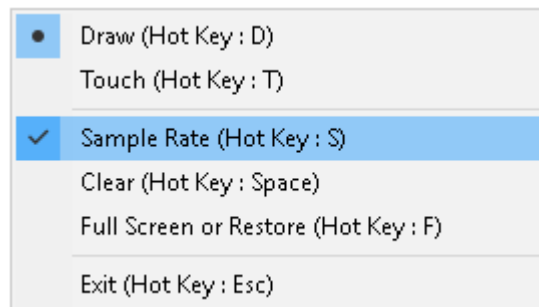 Draw (Hot Key : D)
Touch (Hot Key : T)
Sample Rate (Hot Key : S)
Clear (Hot Key : Space)
Full Screen or Restore (Hot Key : F)
Exit (Hot Key : Esc)